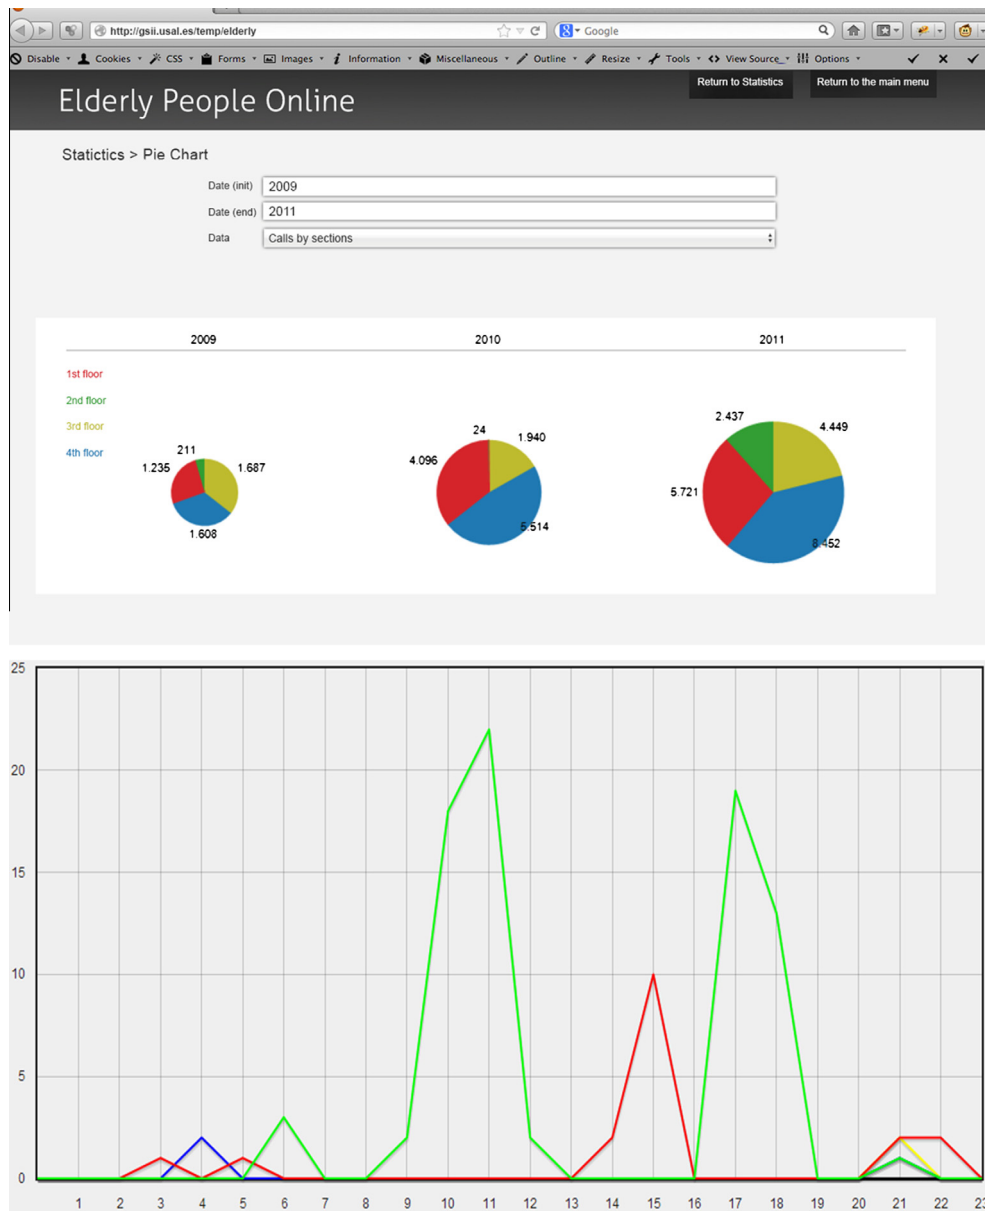 http://gsii.usal.es/temp/elderly
Google
Disable Cookies CSS Forms Images Information Miscellaneous Outline Resize Tools View Source Options
Return to Statistics Return to the main menu
Elderly People Online
Statictics > Pie Chart
Date (init) 2009
Date (end) 2011
Data Calls by sections
2009 2010 2011
1st floor
2nd floor
3rd floor
4th floor
211
1.235 1.687
1.608
24
4.096 1.940
5.514
2.437
4.449
5.721
8.452
25
20
15
10
5
0
1 2 3 4 5 6 7 8 9 10 11 12 13 14 15 16 17 18 19 20 21 22 23